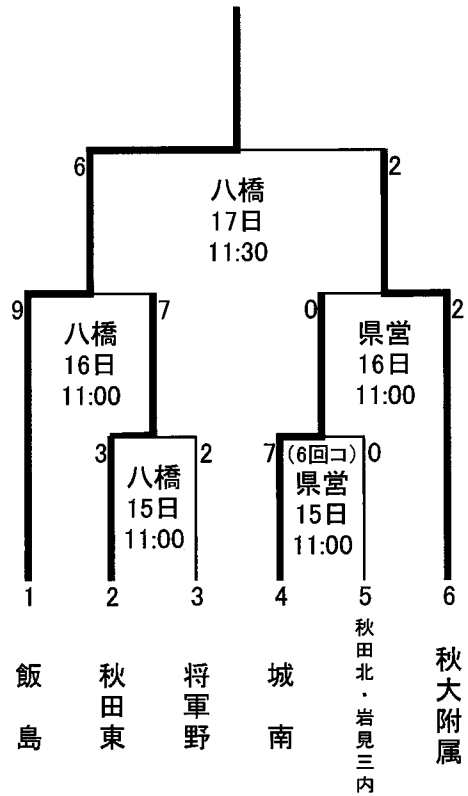 6 2
八橋
17日
11:30
9 7 0 2
八橋 県営
16日 16日
11:00 11:00
3 2 7 (6回コ) 0
八橋 県営
15日 15日
11:00 11:00
1 2 3 4 5 6
飯島
秋田東
将軍野
城南
秋田北・岩見三内
秋大附属